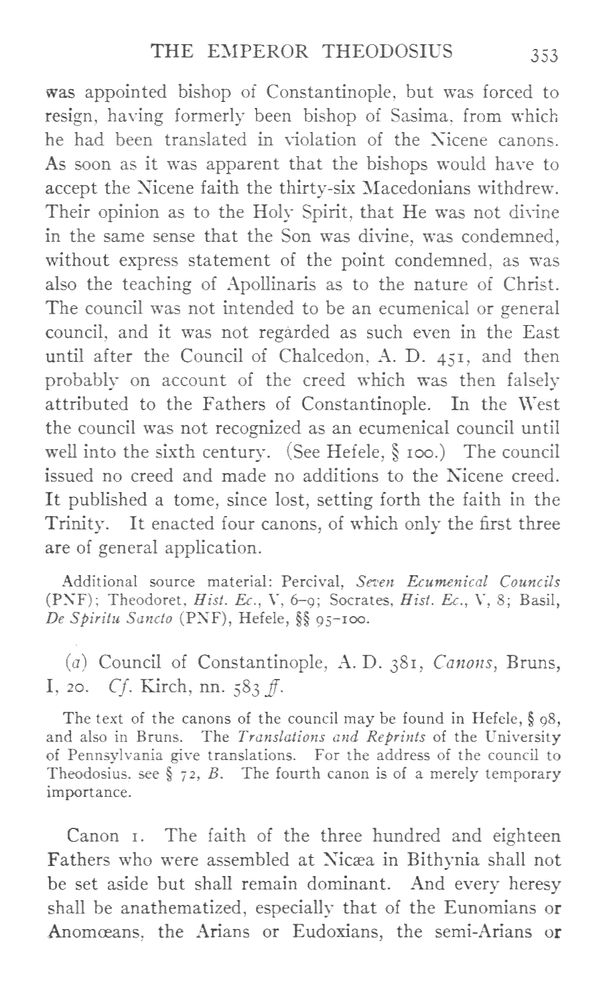 THE EMPEROR THEODOSIUS 353
was appointed bishop of Constantinople, but was forced to
resign, having formerly been bishop of Sasima, from which
he had been translated in violation of the Nicene canons.
As soon as it was apparent that the bishops would have to
accept the Nicene faith the thirty-six Macedonians withdrew.
Their opinion as to the Holy Spirit, that He was not divine
in the same sense that the Son was divine, was condemned,
without express statement of the point condemned, as was
also the teaching of Apollinaris as to the nature of Christ.
The council was not intended to be an ecumenical or general
council, and it was not regarded as such even in the East
until after the Council of Chalcedon, A. D. 451, and then
probably on account of the creed which was then falsely
attributed to the Fathers of Constantinople. In the West
the council was not recognized as an ecumenical council until
well into the sixth century. (See Hefele, § 100.) The council
issued no creed and made no additions to the Nicene creed.
It published a tome, since lost, setting forth the faith in the
Trinity. It enacted four canons, of which only the first three
are of general application.
Additional source material: Percival, Seven Ecumenical Councils
(PNF); Theodoret, Hist. Ec., V, 6–9; Socrates, Hist. Ec., V, 8; Basil,
De Spiritu Sancto (PNF), Hefele, §§ 95–100.
(a) Council of Constantinople, A. D. 381, Canons, Bruns,
I, 20. Cf. Kirch, nn. 583 ff.
The text of the canons of the council may be found in Hefele, § 98,
and also in Bruns. The Translations and Reprints of the University
of Pennsylvania give translations. For the address of the council to
Theodosius, see § 72, B. The fourth canon is of a merely temporary
importance.
Canon 1. The faith of the three hundred and eighteen
Fathers who were assembled at Nicæa in Bithynia shall not
be set aside but shall remain dominant. And every heresy
shall be anathematized, especially that of the Eunomians or
Anomœans, the Arians or Eudoxians, the semi-Arians or